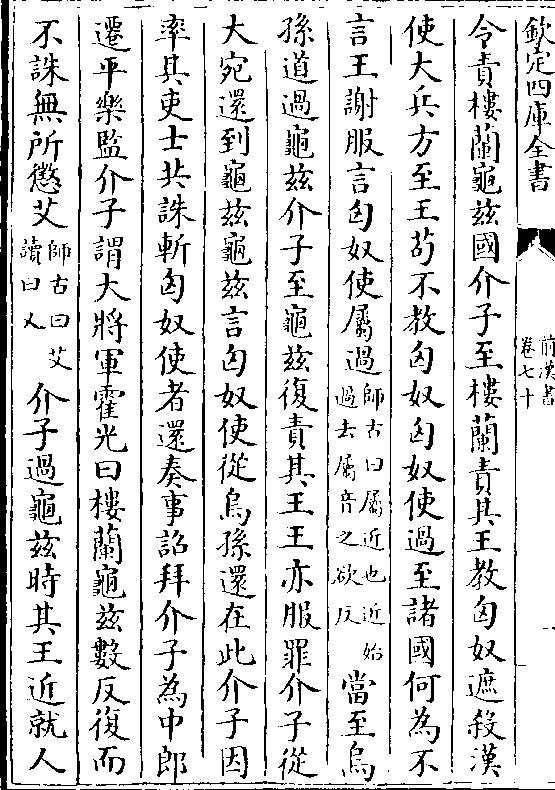 欽定四庫全書
前漢書
卷七十
令責樓蘭龜茲國介子至樓蘭責其王教匈奴遮殺漢
使大兵方至王苟不教匈奴匈奴使過至諸國何為不
言王謝服言匈奴使屬過師古曰屬近也近始過去屬音之欲反當至烏
孫道過龜茲介子至龜茲復責其王王亦服罪介子從
大宛還到龜茲龜茲言匈奴使從烏孫還在此介子因
率其吏士共誅斬匈奴使者還奏事詔拜介子為中郎
遷平樂監介子謂大將軍霍光曰樓蘭龜茲數反復而
不誅無所懲艾師古曰艾讀曰乂介子過龜茲時其王近就人